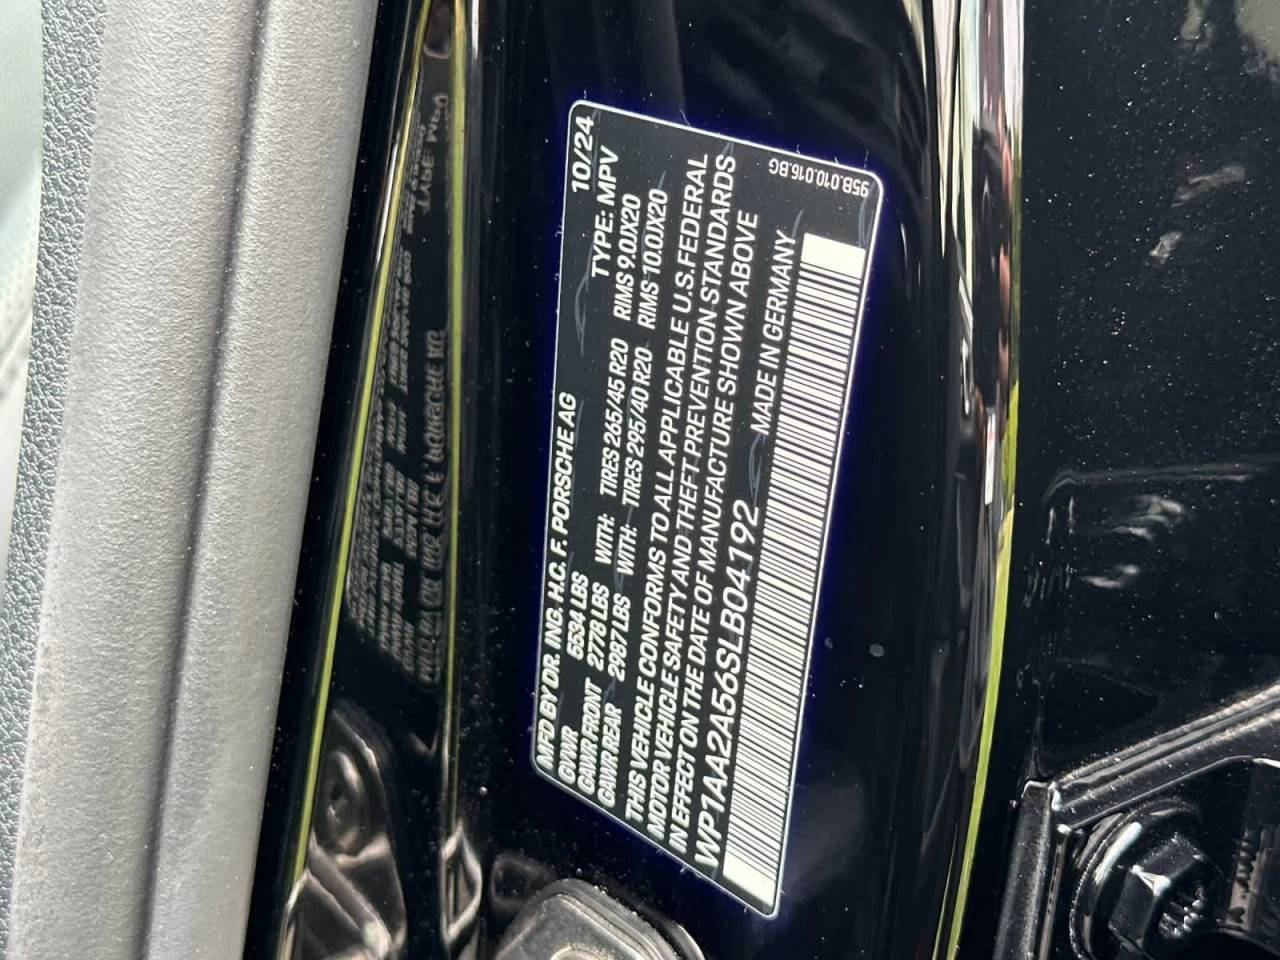 MFD BY DR. ING. H.C. F. PORSCHE AG 10/24
GVWR 5534 LBS TYPE: MPV
GAWR FRONT 2778 LBS WITH: TIRES 265/45 R20 RIMS 9.0JX20
GAWR REAR 2987 LBS WITH: TIRES 295/40 R20 RIMS 10.0JX20
THIS VEHICLE CONFORMS TO ALL APPLICABLE U.S. FEDERAL
MOTOR VEHICLE SAFETY AND THEFT PREVENTION STANDARDS
IN EFFECT ON THE DATE OF MANUFACTURE SHOWN ABOVE
WP1AA2A56SLB04192 MADE IN GERMANY
95B.010.016.BG